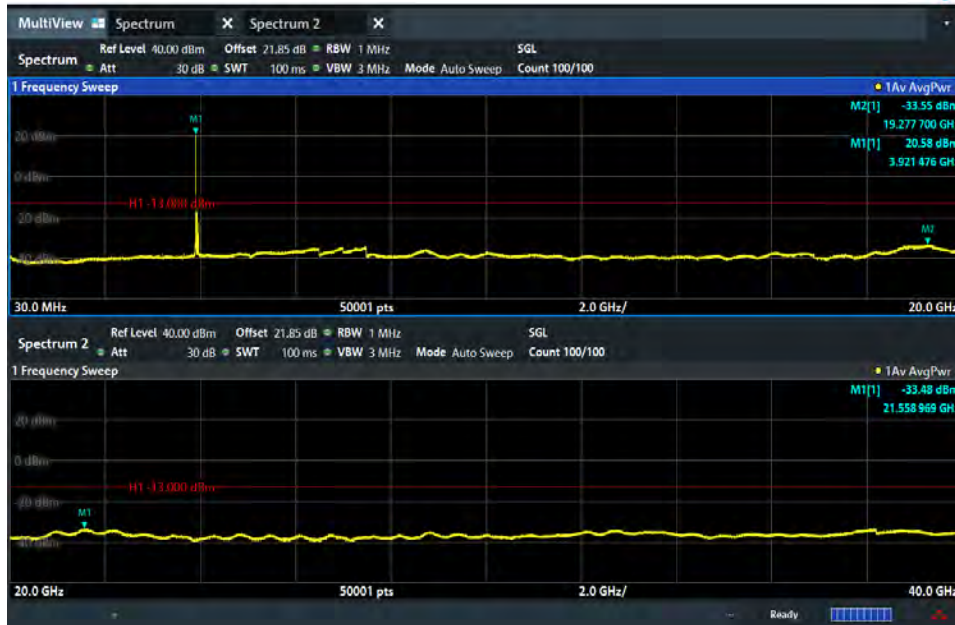 MultiView Spectrum X Spectrum 2 X
Ref Level 40.00 dBm Offset 21.85 dB RBW 1 MHz SGL
Spectrum Att 30 dB SWT 100 ms VBW 3 MHz Mode Auto Sweep Count 100/100
1 Frequency Sweep 1Av AvgPwr
M2[1] -33.55 dBm
19.277 700 GH
M1[1] 20.58 dBm
3.921 476 GH
M1
20 dBm
0 dBm
H1 -13.000 dBm
-20 dBm
M2
-40 dBm
30.0 MHz 50001 pts 2.0 GHz/ 20.0 GHz
Ref Level 40.00 dBm Offset 21.85 dB RBW 1 MHz SGL
Spectrum 2 Att 30 dB SWT 100 ms VBW 3 MHz Mode Auto Sweep Count 100/100
1 Frequency Sweep 1Av AvgPwr
M1[1] -33.48 dBm
21.558 969 GH
20 dBm
0 dBm
H1 -13.000 dBm
-20 dBm
M1
-40 dBm
20.0 GHz 50001 pts 2.0 GHz/ 40.0 GHz
Ready